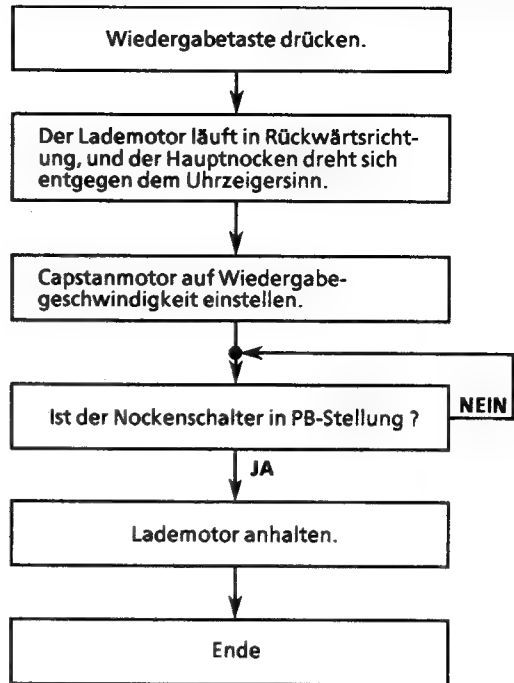 Wiedergabetaste drücken.
Der Lademotor läuft in Rückwärtsricht-
ung, und der Hauptnocken dreht sich
entgegen dem Uhrzeigersinn.
Capstanmotor auf Wiedergabe-
geschwindigkeit einstellen.
Ist der Nockenschalter in PB-Stellung ?
NEIN
JA
Lademotor anhalten.
Ende